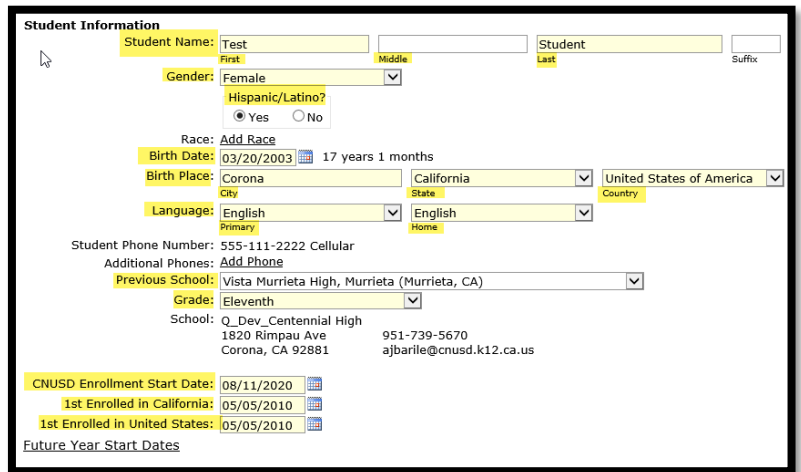 Student Information
Student Name: Test Student
First Middle Last Suffix
Gender: Female
Hispanic/Latino?
Yes No
Race: Add Race
Birth Date: 03/20/2003 17 years 1 months
Birth Place: Corona California United States of America
City State Country
Language: English English
Primary Home
Student Phone Number: 555-111-2222 Cellular
Additional Phones: Add Phone
Previous School: Vista Murrieta High, Murrieta (Murrieta, CA)
Grade: Eleventh
School: Q_Dev_Centennial High
1820 Rimpau Ave 951-739-5670
Corona, CA 92881 ajbarile@cnusd.k12.ca.us
CNUSD Enrollment Start Date: 08/11/2020
1st Enrolled in California: 05/05/2010
1st Enrolled in United States: 05/05/2010
Future Year Start Dates